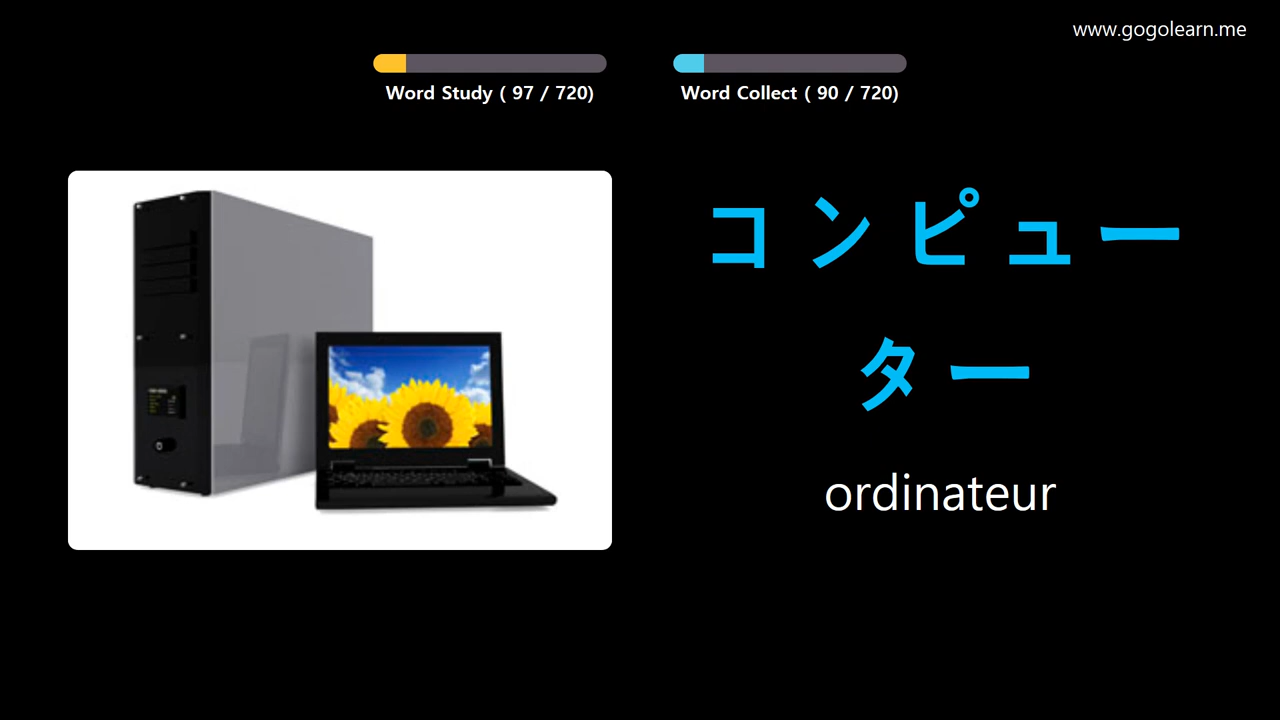 www.gogolearn.me
Word Study ( 97 / 720)
Word Collect ( 90 / 720)
コンピュー
ター
ordinateur